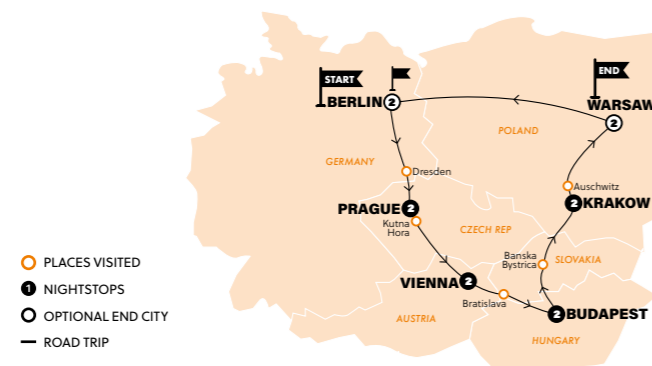 START
2
BERLIN
END
WARSAW
2
POLAND
GERMANY
Dresden
Auschwitz
PRAGUE
2
2
KRAKOW
Kutna
Hora
CZECH REP
Banska
Bystrica
SLOVAKIA
PLACES VISITED
1 NIGHTSTOPS
VIENNA
2
Bratislava
OPTIONAL END CITY
AUSTRIA
2
BUDAPEST
ROAD TRIP
HUNGARY